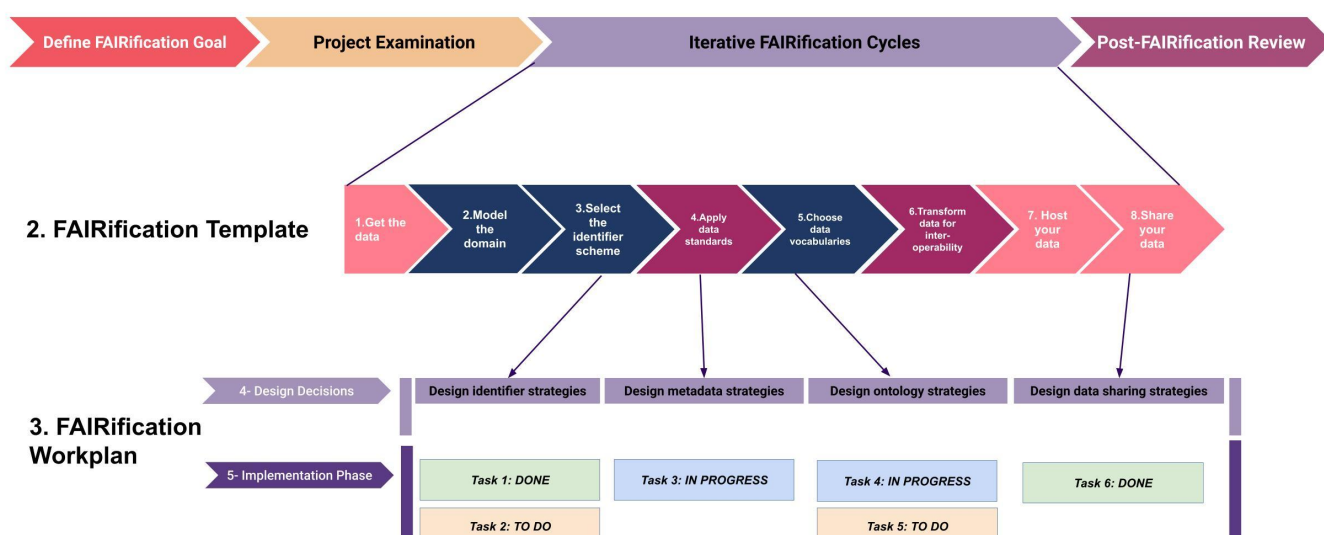 Define FAIRification Goal
Project Examination
Iterative FAIRification Cycles
Post-FAIRification Review
2. FAIRification Template
1.Get the
data
2.Model
the
domain
3.Select
the
identifier
scheme
4.Apply
data
standards
5.Choose
data
vocabularies
6.Transform
data for
inter-
operability
7. Host
your
data
8.Share
your
data
3. FAIRification
Workplan
4- Design Decisions
Design identifier strategies
Design metadata strategies
Design ontology strategies
Design data sharing strategies
5- Implementation Phase
Task 1: DONE
Task 3: IN PROGRESS
Task 4: IN PROGRESS
Task 6: DONE
Task 2: TO DO
Task 5: TO DO